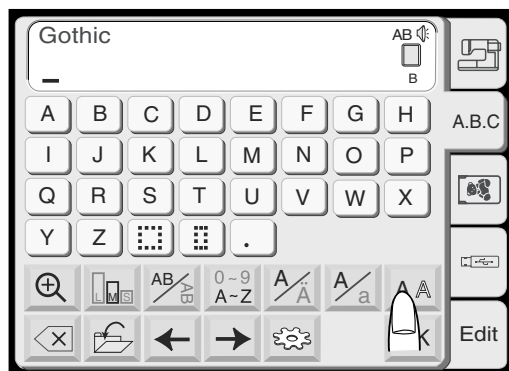 Gothic AB
B
A B C D E F G H A.B.C
I J K L M N O P
Q R S T U V W X
Y Z .
L M S AB AB 0~9 A~Z A Ä A a A A
K Edit